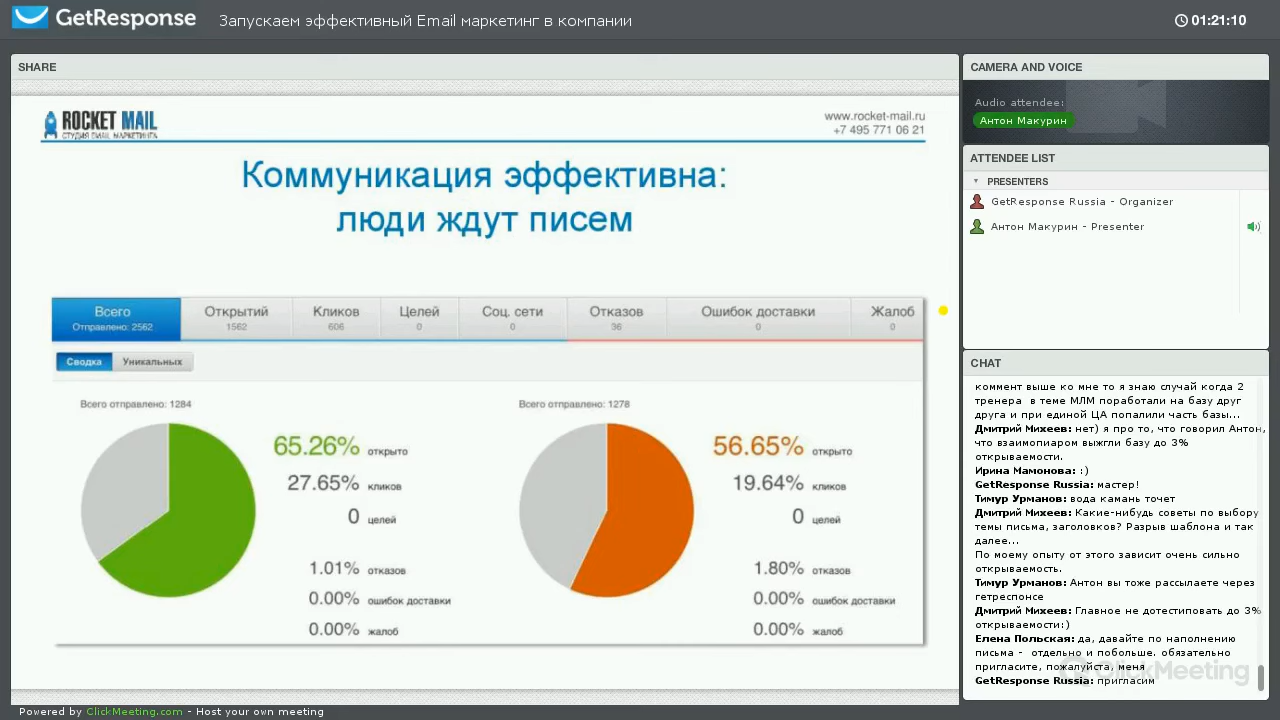 GetResponse
Запускаем эффективный Email маркетинг в компании
01:21:10
SHARE
ROCKET MAIL
СТУДИЯ EMAIL МАРКЕТИНГА
www.rocket-mail.ru
+7 495 771 06 21
Коммуникация эффективна:
люди ждут писем
Всего
Отправлено: 2562
Открытий
1562
Кликов
606
Целей
0
Соц. сети
0
Отказов
36
Ошибок доставки
0
Жалоб
0
Сводка
Уникальных
Всего отправлено: 1284
65.26% открыто
27.65% кликов
0 целей
1.01% отказов
0.00% ошибок доставки
0.00% жалоб
Всего отправлено: 1278
56.65% открыто
19.64% кликов
0 целей
1.80% отказов
0.00% ошибок доставки
0.00% жалоб
CAMERA AND VOICE
Audio attendee:
Антон Макурин
ATTENDEE LIST
PRESENTERS
GetResponse Russia - Organizer
Антон Макурин - Presenter
CHAT
коммент выше ко мне то я знаю случай когда 2
тренера в теме МЛМ поработали на базу друг
друга и при единой ЦА попалили часть базы...
Дмитрий Михеев: нет) я про то, что говорил Антон,
что взаимопиаром выжгли базу до 3%
открываемости.
Ирина Мамонова: :)
GetResponse Russia: мастер!
Тимур Урманов: вода камань точет
Дмитрий Михеев: Какие-нибудь советы по выбору
темы письма, заголовков? Разрыв шаблона и так
далее...
По моему опыту от этого зависит очень сильно
открываемость.
Тимур Урманов: Антон вы тоже рассылаете через
гетреспонсе
Дмитрий Михеев: Главное не дотестиповать до 3%
открываемости:)
Елена Польская: да, давайте по наполнению
письма - отдельно и побольше. обязательно
пригласите, пожалуйста, меня
GetResponse Russia: пригласим
ClickMeeting
Powered by ClickMeeting.com - Host your own meeting